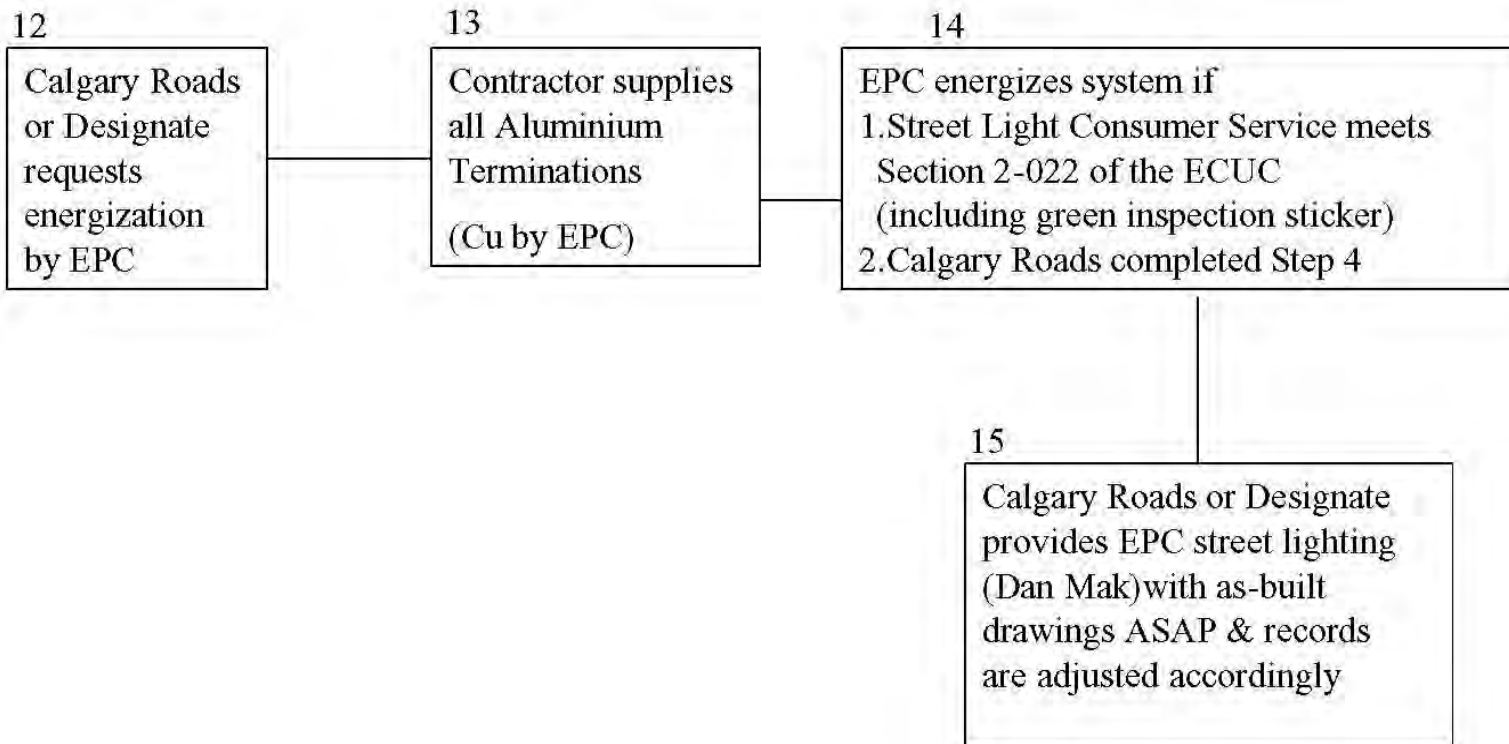 12
Calgary Roads
or Designate
requests
energization
by EPC
13
Contractor supplies
all Aluminium
Terminations
(Cu by EPC)
14
EPC energizes system if
1.Street Light Consumer Service meets
Section 2-022 of the ECUC
(including green inspection sticker)
2.Calgary Roads completed Step 4
15
Calgary Roads or Designate
provides EPC street lighting
(Dan Mak)with as-built
drawings ASAP & records
are adjusted accordingly